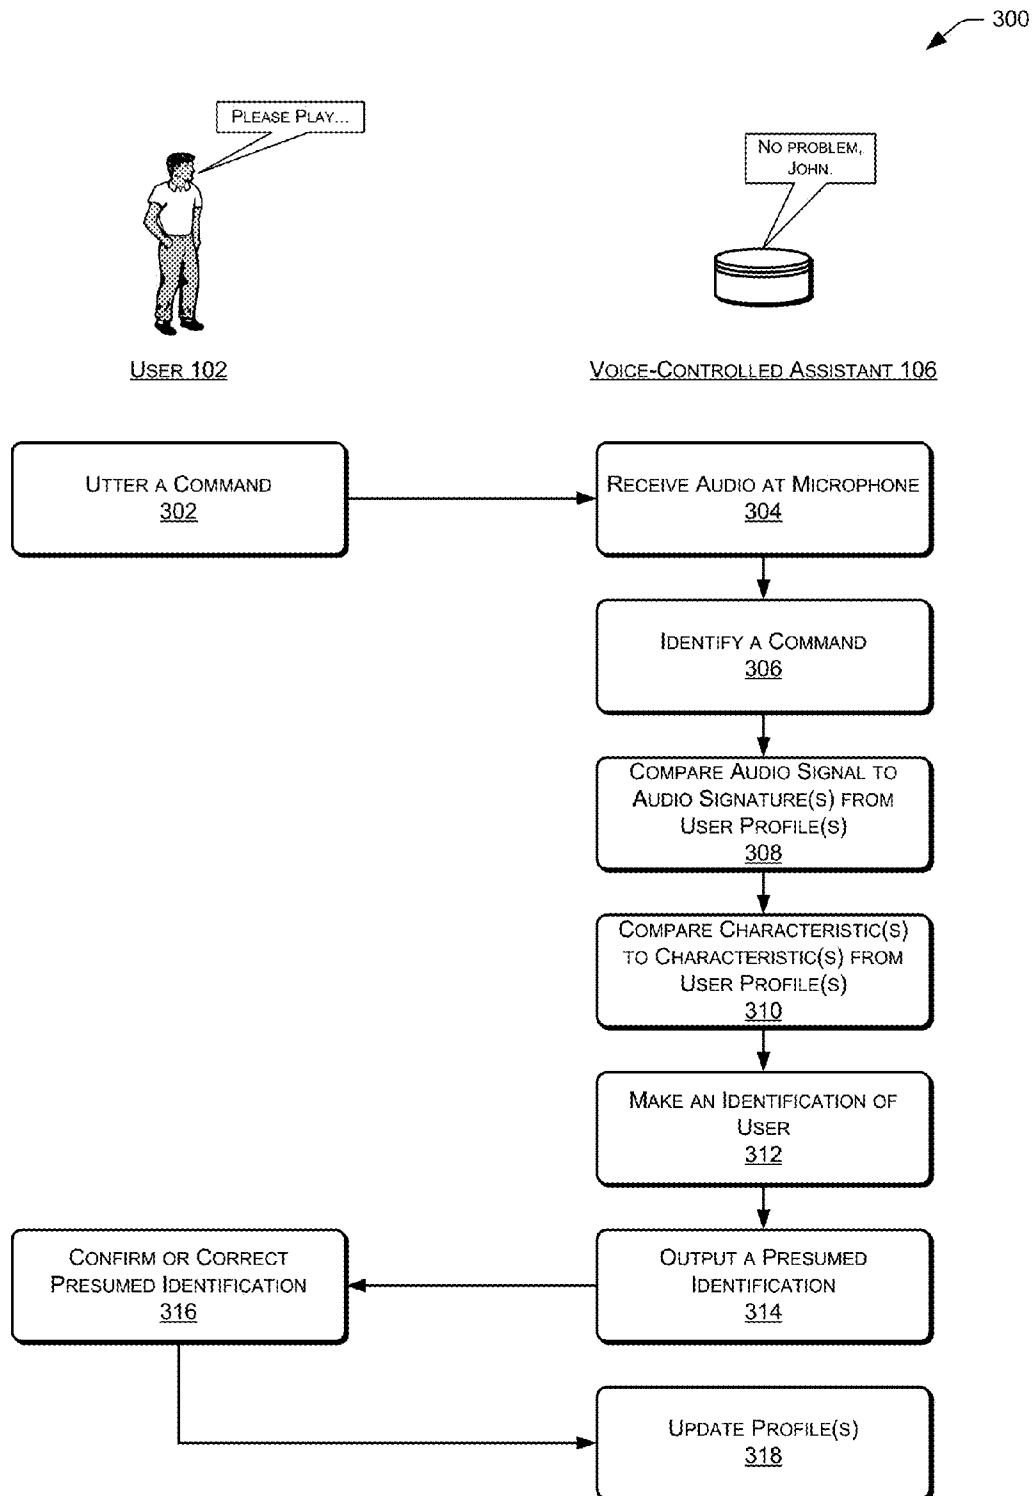 300
PLEASE PLAY...
NO PROBLEM,
JOHN.
USER 102
VOICE-CONTROLLED ASSISTANT 106
UTTER A COMMAND
302
RECEIVE AUDIO AT MICROPHONE
304
IDENTIFY A COMMAND
306
COMPARE AUDIO SIGNAL TO
AUDIO SIGNATURE(S) FROM
USER PROFILE(S)
308
COMPARE CHARACTERISTIC(S)
TO CHARACTERISTIC(S) FROM
USER PROFILE(S)
310
MAKE AN IDENTIFICATION OF
USER
312
CONFIRM OR CORRECT
PRESUMED IDENTIFICATION
316
OUTPUT A PRESUMED
IDENTIFICATION
314
UPDATE PROFILE(S)
318